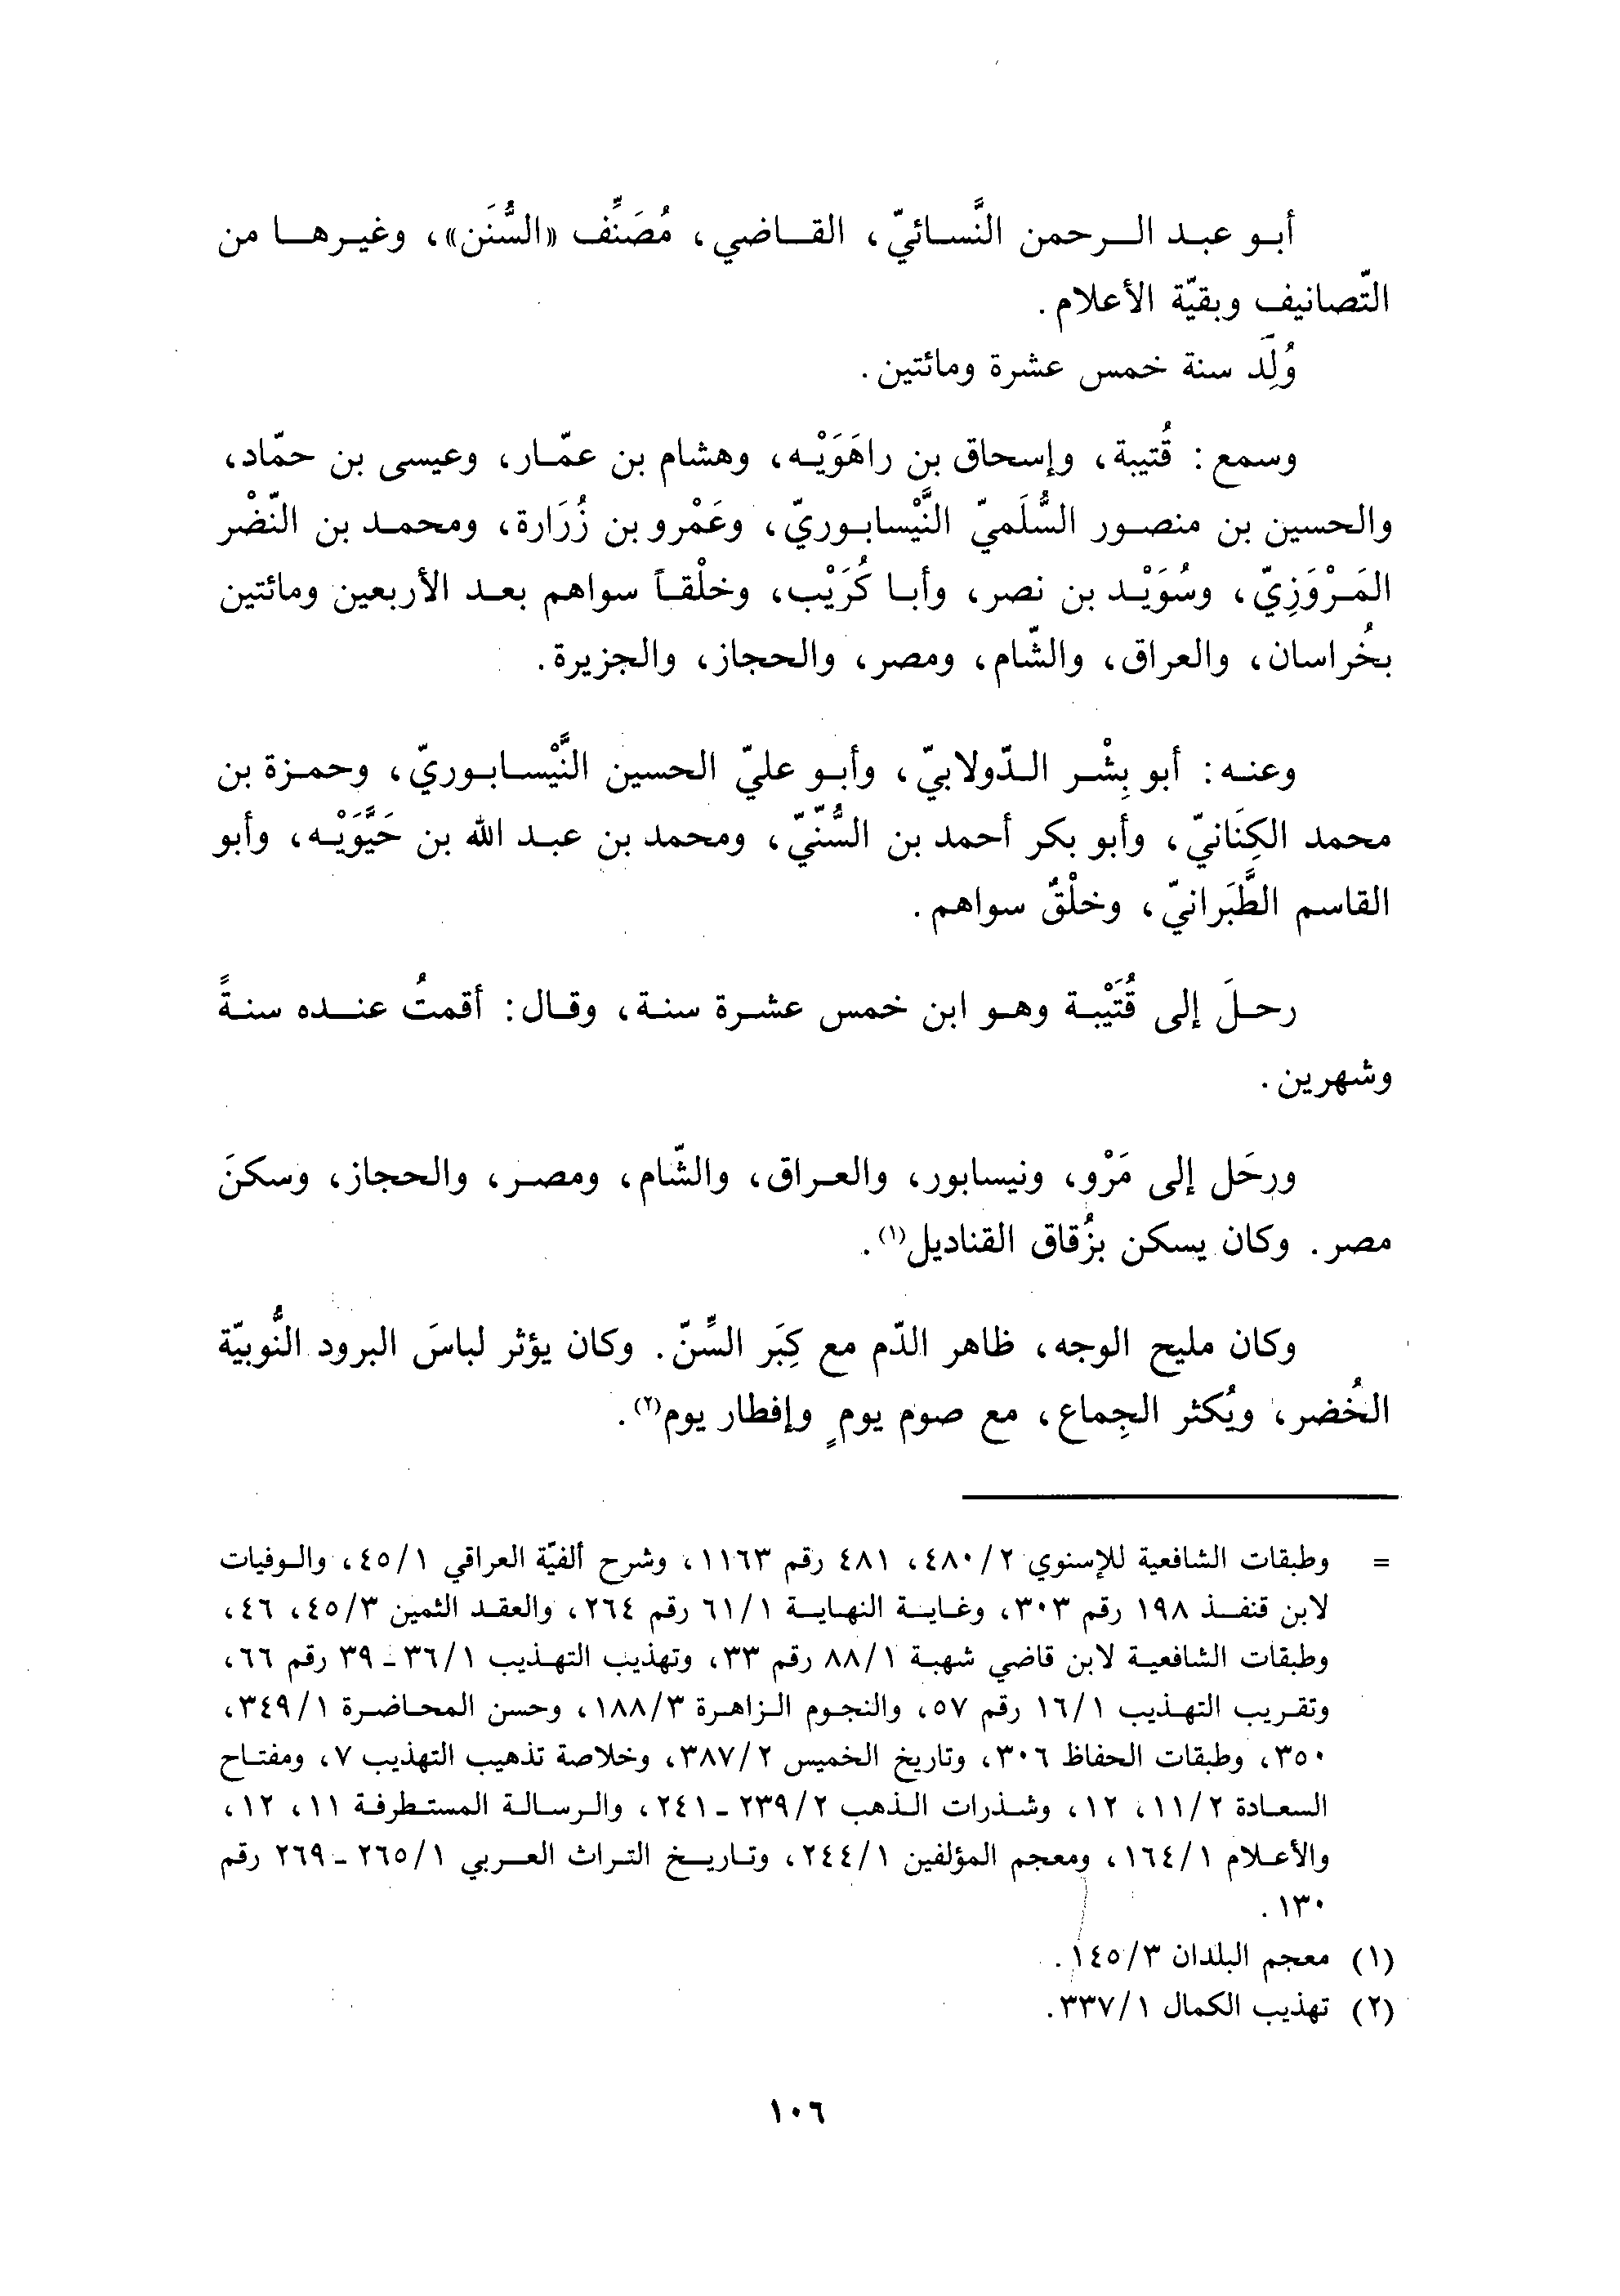 أبو عبد الرحمن النَّسائيّ، القاضي، مُصَنِّف «السُّنَن»، وغيرها من
التّصانيف وبقيّة الأعلام.
وُلِدَ سنة خمس عشرة ومائتين.
وسمع: قُتيبة، وإسحاق بن راهَوَيْه، وهشام بن عمّار، وعيسى بن حمّاد،
والحسين بن منصور السُّلَميّ النَّيْسابوريّ، وعَمْرو بن زُرَارة، ومحمد بن النّضْر
المَرْوَزِيّ، وسُوَيْد بن نصر، وأبا كُرَيْب، وخلْقاً سواهم بعد الأربعين ومائتين
بخُراسان، والعراق، والشّام، ومصر، والحجاز، والجزيرة.
وعنه: أبو بِشْر الدّولابيّ، وأبو عليّ الحسين النَّيْسابوريّ، وحمزة بن
محمد الكِنَانيّ، وأبو بكر أحمد بن السُّنّيّ، ومحمد بن عبد الله بن حَيَّوَيْه، وأبو
القاسم الطَّبَرانيّ، وخلْقٌ سواهم.
رحلَ إلى قُتَيْبة وهو ابن خمس عشرة سنة، وقال: أقمتُ عنده سنةً
وشهرين.
ورحَل إلى مَرْو، ونيسابور، والعراق، والشّام، ومصر، والحجاز، وسكنَ
مصر. وكان يسكن بزُقاق القناديل(١).
وكان مليح الوجه، ظاهر الدّم مع كِبَر السِّنّ. وكان يؤثر لباسَ البرود النُّوبيّة
الخُضر، ويُكثر الجِماع، مع صوم يومٍ وإفطار يوم(٢).
= وطبقات الشافعية للإسنوي ٢/ ٤٨٠، ٤٨١ رقم ١١٦٣، وشرح ألفيّة العراقي ١/ ٤٥، والوفيات
لابن قنفذ ١٩٨ رقم ٣٠٣، وغاية النهاية ١/ ٦١ رقم ٢٦٤، والعقد الثمين ٣/ ٤٥، ٤٦،
وطبقات الشافعية لابن قاضي شهبة ١/ ٨٨ رقم ٣٣، وتهذيب التهذيب ١/ ٣٦ ـ ٣٩ رقم ٦٦،
وتقريب التهذيب ١/ ١٦ رقم ٥٧، والنجوم الزاهرة ٣/ ١٨٨، وحسن المحاضرة ١/ ٣٤٩،
٣٥٠، وطبقات الحفاظ ٣٠٦، وتاريخ الخميس ٢/ ٣٨٧، وخلاصة تذهيب التهذيب ٧، ومفتاح
السعادة ٢/ ١١، ١٢، وشذرات الذهب ٢/ ٢٣٩ ـ ٢٤١، والرسالة المستطرفة ١١، ١٢،
والأعلام ١/ ١٦٤، ومعجم المؤلفين ١/ ٢٤٤، وتاريخ التراث العربي ١/ ٢٦٥ ـ ٢٦٩ رقم
١٣٠.
(١) معجم البلدان ٣/ ١٤٥.
(٢) تهذيب الكمال ١/ ٣٣٧.
١٠٦